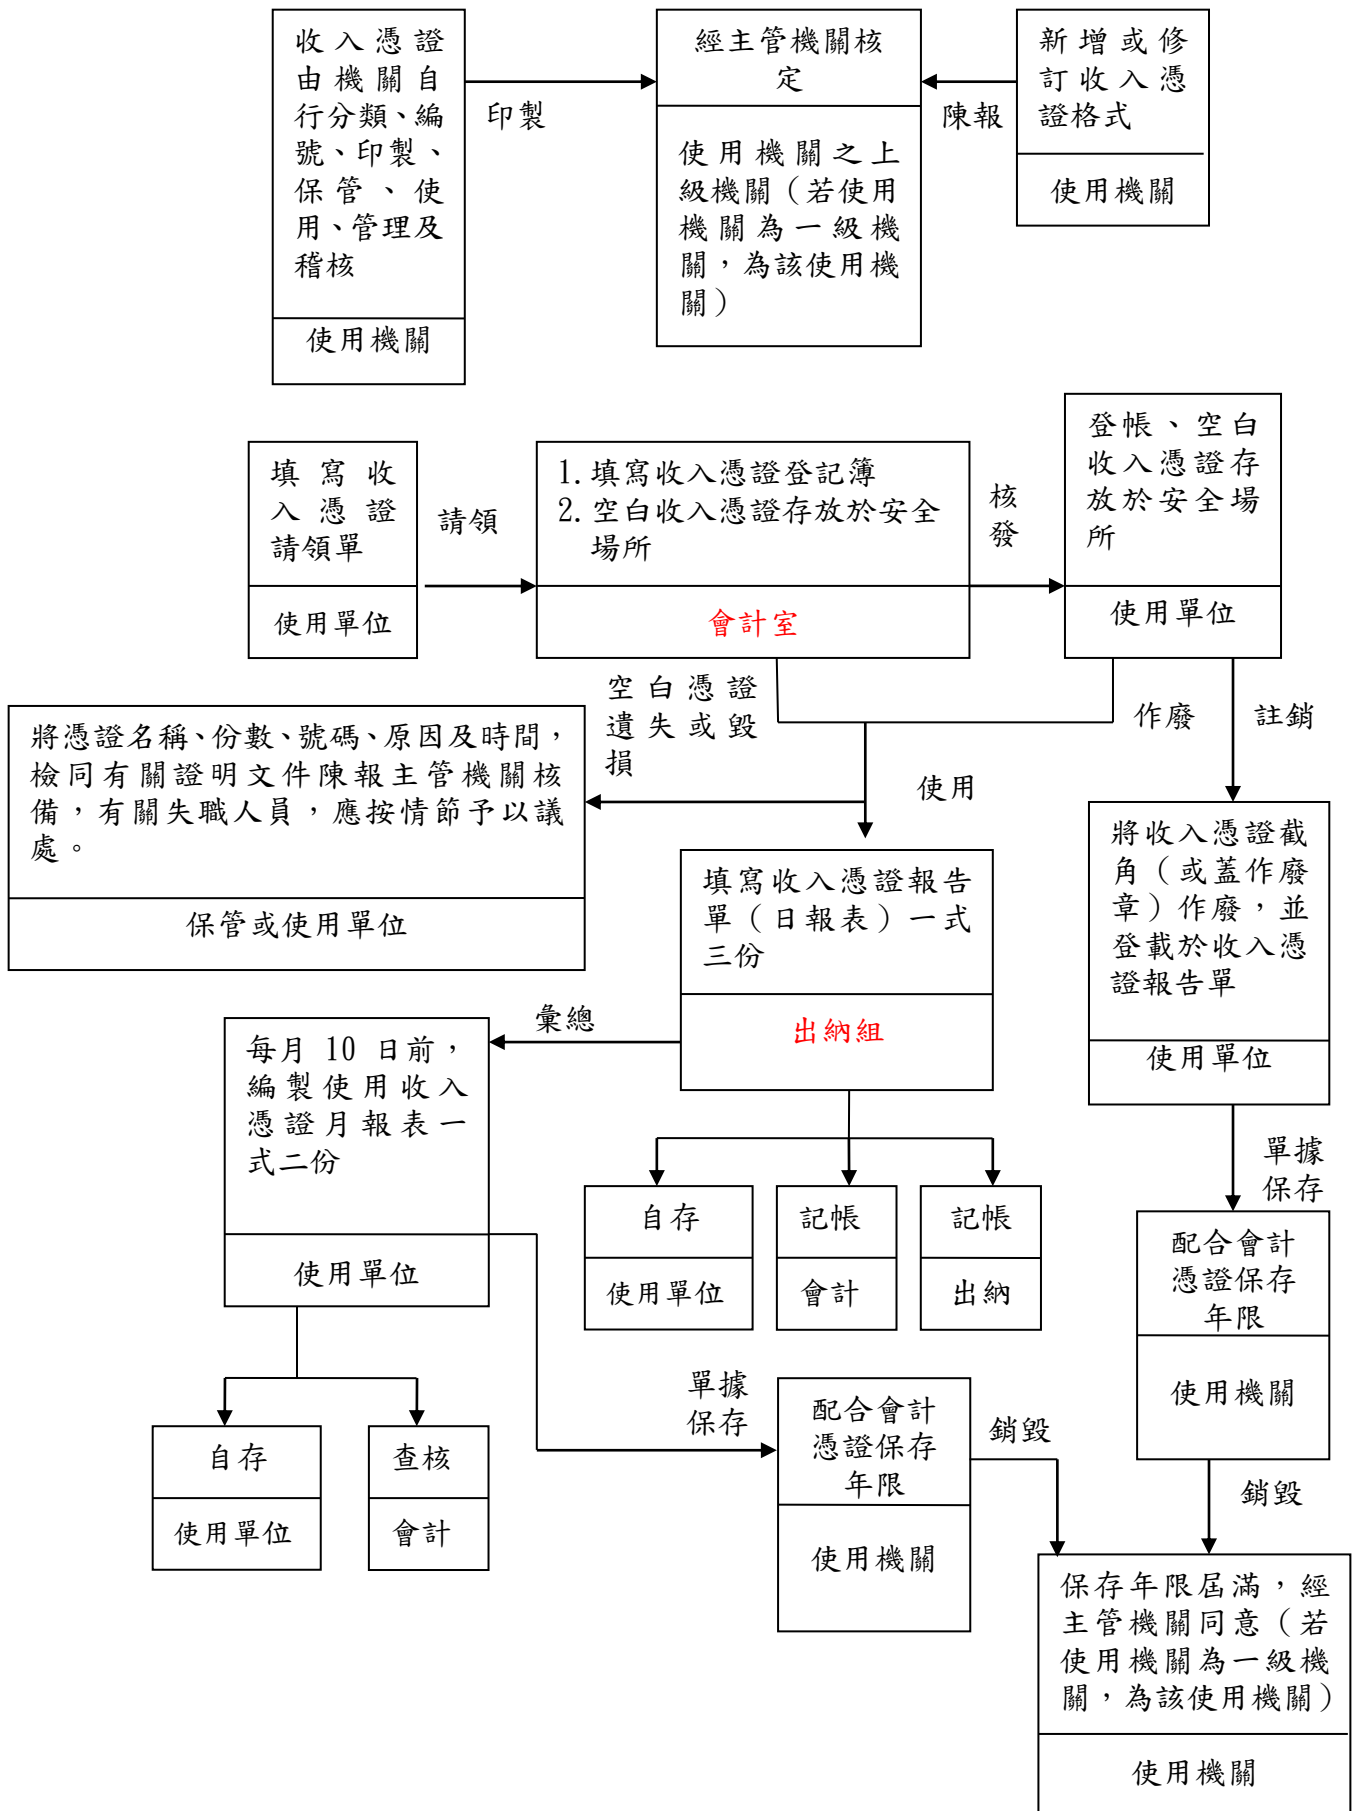 收入憑證
由機關自
行分類、編
號、印製、
保管、使
用、管理及
稽核
使用機關
印製
經主管機關核
定
使用機關之上
級機關（若使用
機關為一級機
關，為該使用機
關）
陳報
新增或修
訂收入憑
證格式
使用機關
填寫收
入憑證
請領單
使用單位
請領
1.填寫收入憑證登記簿
2.空白收入憑證存放於安全
場所
會計室
核
發
登帳、空白
收入憑證存
放於安全場
所
使用單位
空白憑證
遺失或毀
損
使用
作廢
註銷
將憑證名稱、份數、號碼、原因及時間，
檢同有關證明文件陳報主管機關核
備，有關失職人員，應按情節予以議
處。
保管或使用單位
填寫收入憑證報告
單（日報表）一式
三份
出納組
將收入憑證截
角（或蓋作廢
章）作廢，並
登載於收入憑
證報告單
使用單位
彙總
每月 10 日前，
編製使用收入
憑證月報表一
式二份
使用單位
自存
使用單位
記帳
會計
記帳
出納
單據
保存
配合會計
憑證保存
年限
使用機關
自存
使用單位
查核
會計
單據
保存
配合會計
憑證保存
年限
使用機關
銷毀
銷毀
保存年限屆滿，經
主管機關同意（若
使用機關為一級機
關，為該使用機關）
使用機關